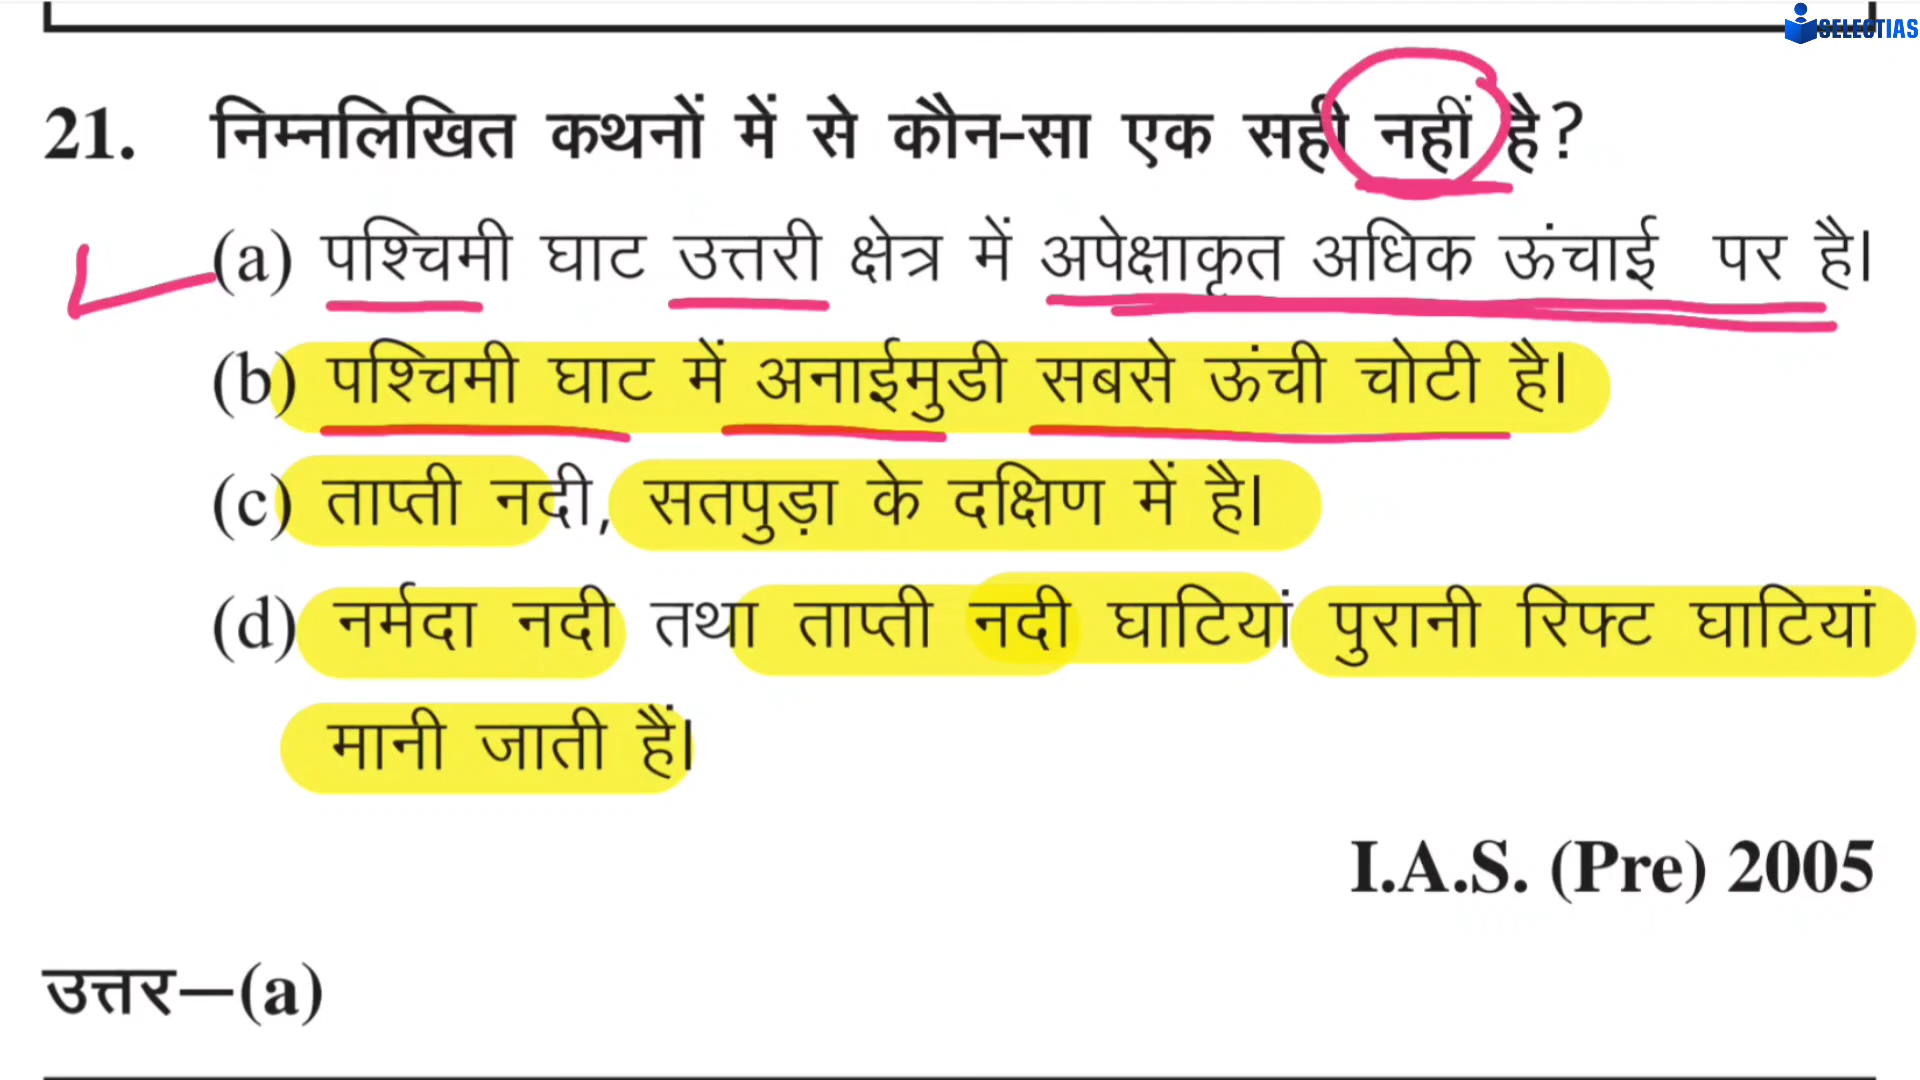 SELECTIAS
21. निम्नलिखित कथनों में से कौन-सा एक सही नहीं है?
(a) पश्चिमी घाट उत्तरी क्षेत्र में अपेक्षाकृत अधिक ऊंचाई पर है।
(b) पश्चिमी घाट में अनाईमुडी सबसे ऊंची चोटी है।
(c) ताप्ती नदी, सतपुड़ा के दक्षिण में है।
(d) नर्मदा नदी तथा ताप्ती नदी घाटियां पुरानी रिफ्ट घाटियां
मानी जाती हैं।
I.A.S. (Pre) 2005
उत्तर—(a)